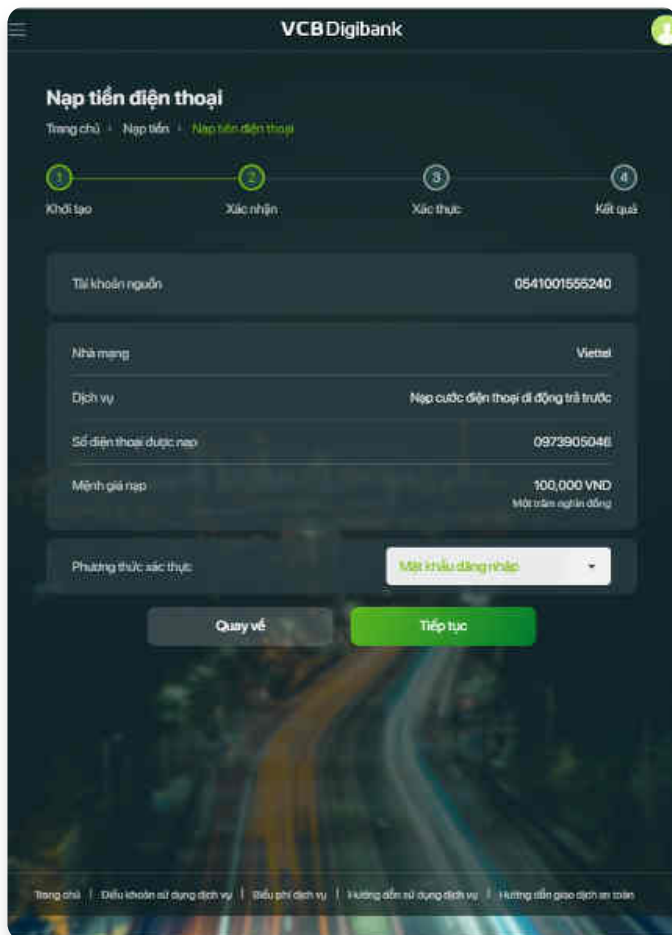 VCB Digibank
Nạp tiền điện thoại
Trang chủ Nạp tiền Nạp tiền điện thoại
1 2 3 4
Khởi tạo Xác nhận Xác thực Kết quả
Tài khoản nguồn 0541001555240
Nhà mạng Viettel
Dịch vụ Nạp cước điện thoại di động trả trước
Số điện thoại được nạp 0973905046
Mệnh giá nạp 100,000 VND
Một trăm nghìn đồng
Phương thức xác thực Mật khẩu đăng nhập
Quay về Tiếp tục
Trang chủ | Điều khoản sử dụng dịch vụ | Biểu phí dịch vụ | Hướng dẫn sử dụng dịch vụ | Hướng dẫn giao dịch an toàn